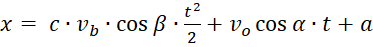 x = c · v_b · cos β · t²/2 + v_o cos α · t + a